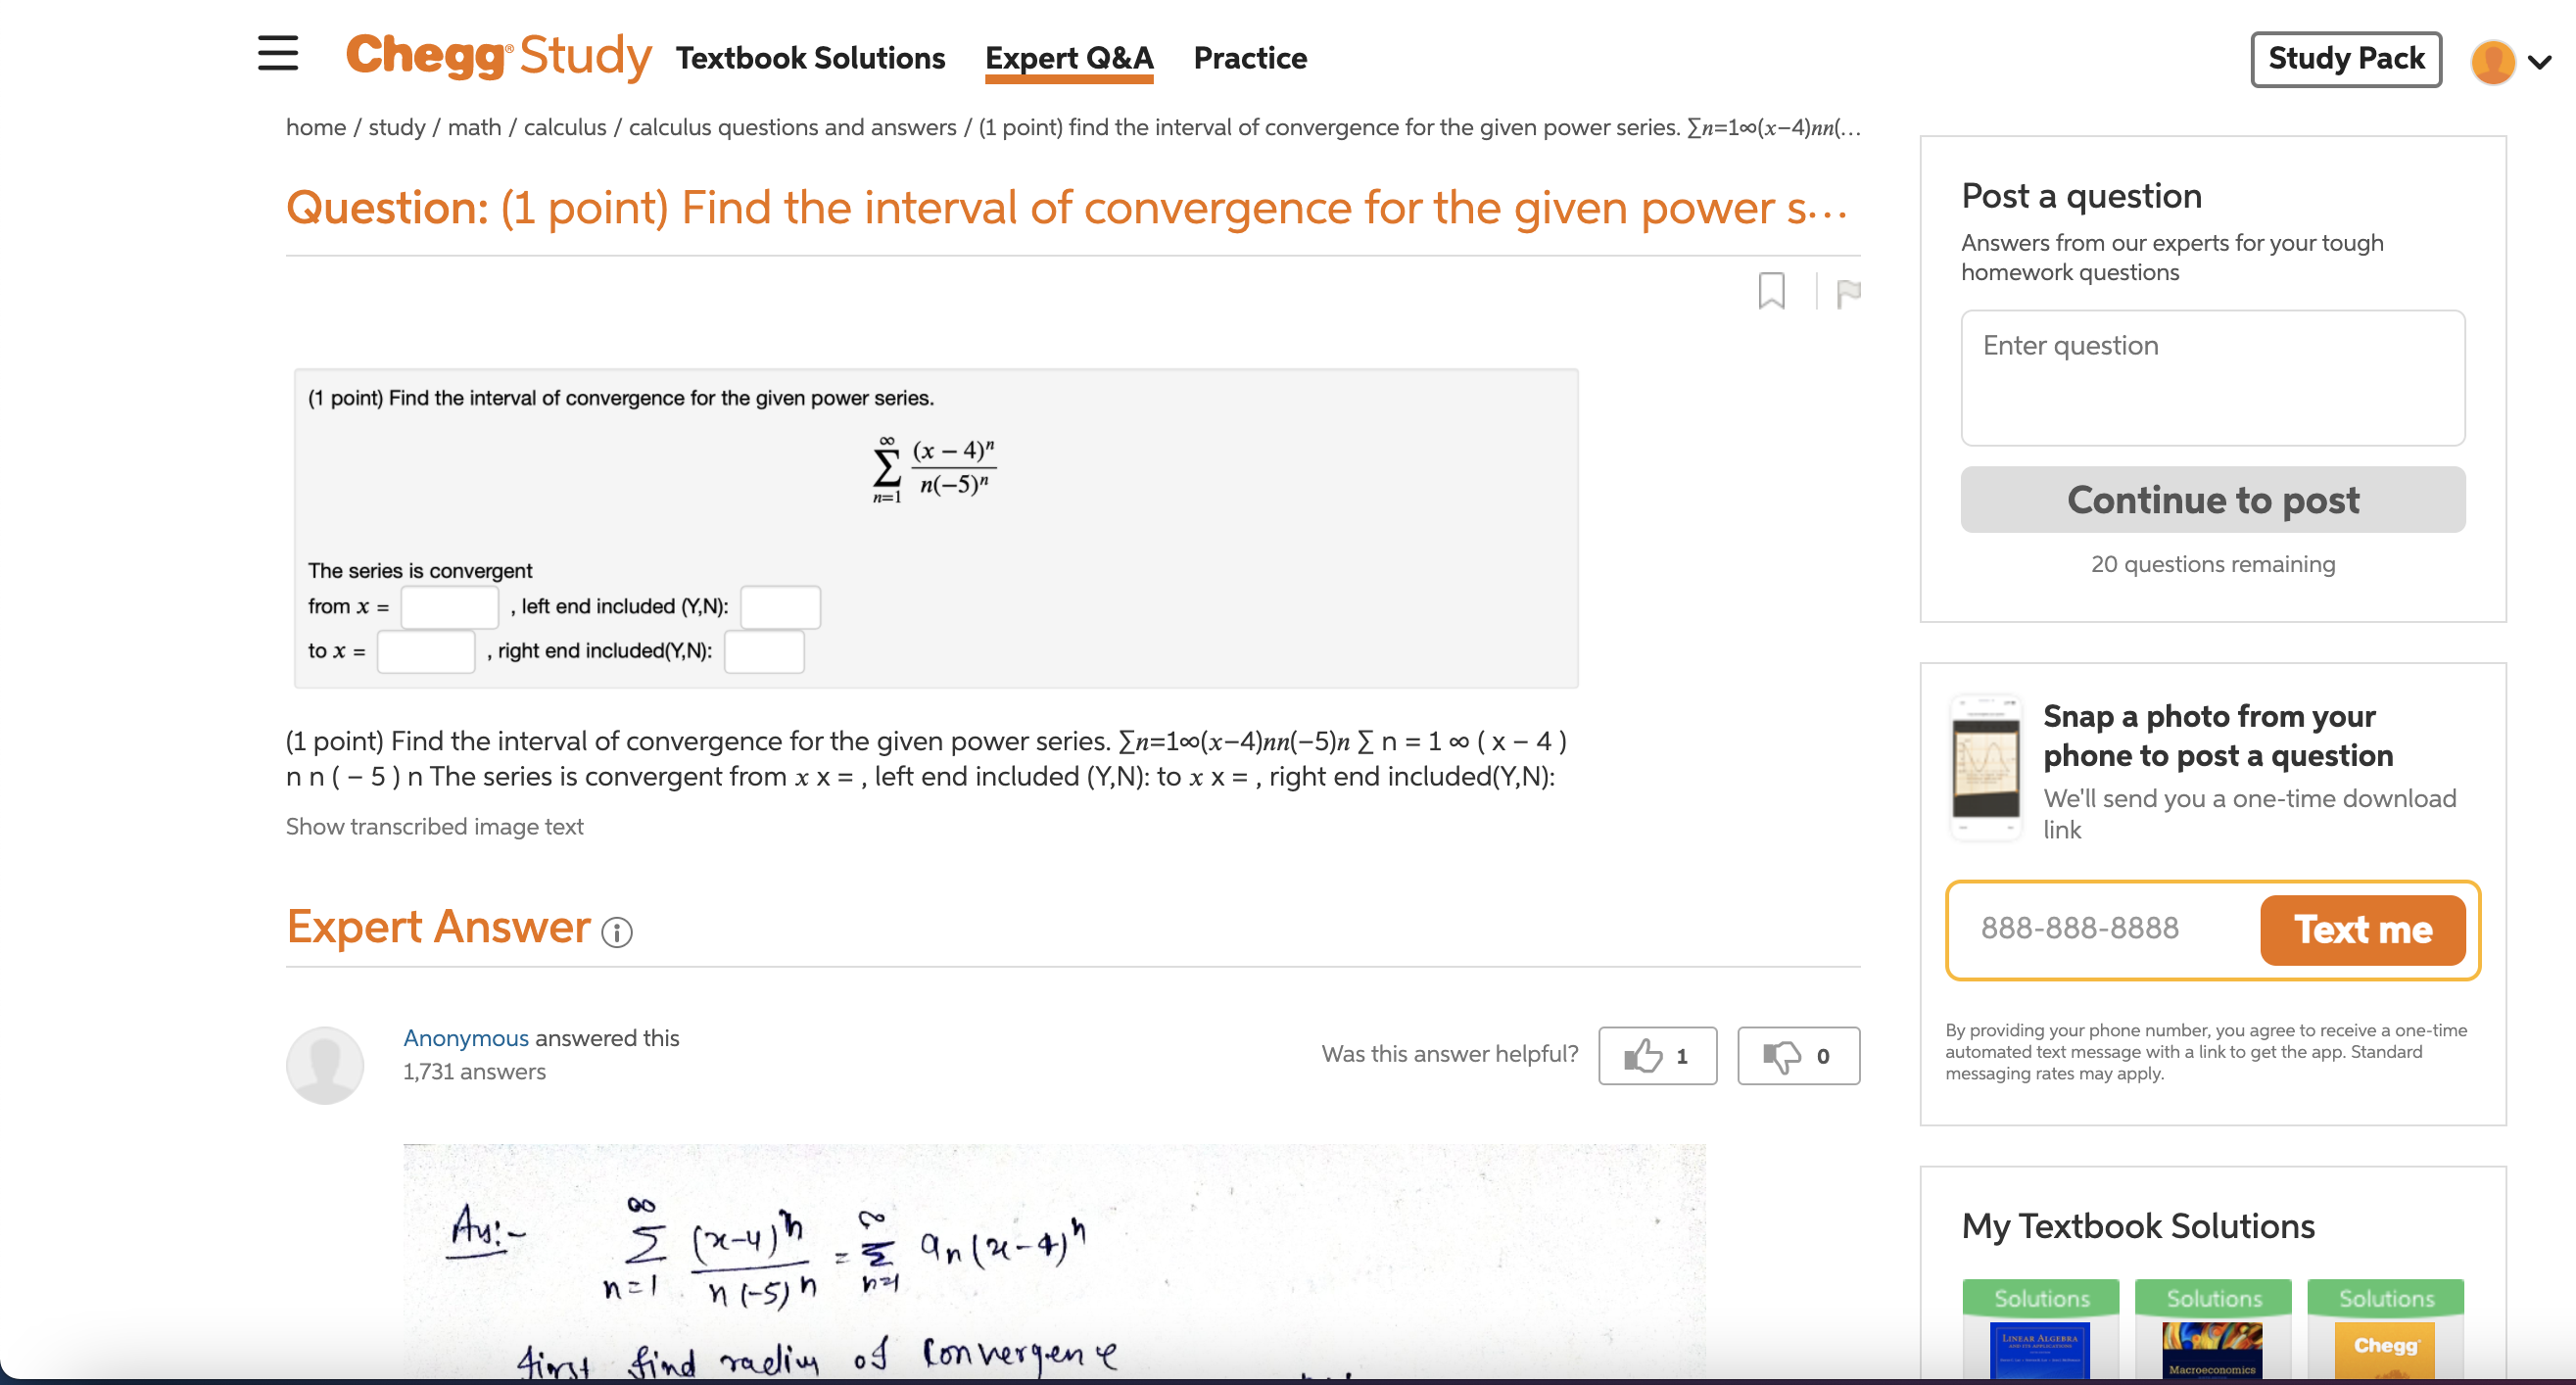 Chegg® Study Textbook Solutions Expert Q&A Practice Study Pack
home / study / math / calculus / calculus questions and answers / (1 point) find the interval of convergence for the given power series. ∑n=1∞(x−4)nn(...
Question: (1 point) Find the interval of convergence for the given power s...
(1 point) Find the interval of convergence for the given power series.
∞
∑ (x − 4)ⁿ
n=1 n(−5)ⁿ
The series is convergent
from x = , left end included (Y,N):
to x = , right end included(Y,N):
(1 point) Find the interval of convergence for the given power series. ∑n=1∞(x−4)nn(−5)n ∑ n = 1 ∞ ( x − 4 )
n n ( − 5 ) n The series is convergent from x x = , left end included (Y,N): to x x = , right end included(Y,N):
Show transcribed image text
Expert Answer
Anonymous answered this
1,731 answers
Was this answer helpful? 1 0
∞ ∞
∑ (x-4)ⁿ = ∑ aₙ (x-4)ⁿ
n=1 n(-5)ⁿ n=1
first find radius of Convergence
Post a question
Answers from our experts for your tough
homework questions
Enter question
Continue to post
20 questions remaining
Snap a photo from your
phone to post a question
We'll send you a one-time download
link
888-888-8888 Text me
By providing your phone number, you agree to receive a one-time
automated text message with a link to get the app. Standard
messaging rates may apply.
My Textbook Solutions
Solutions Solutions Solutions
LINEAR ALGEBRA
Chegg
Macroeconomics